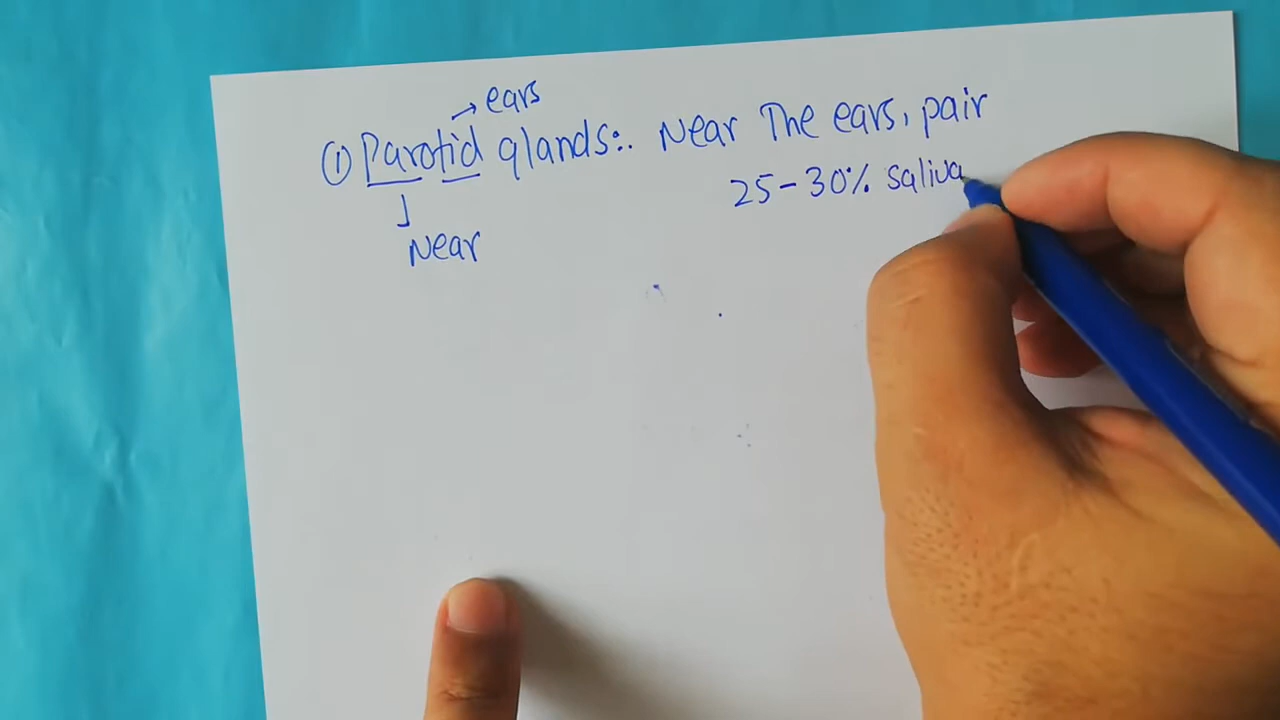 → ears
① Parotid glands:. Near The ears, pair
25-30% saliva
Near